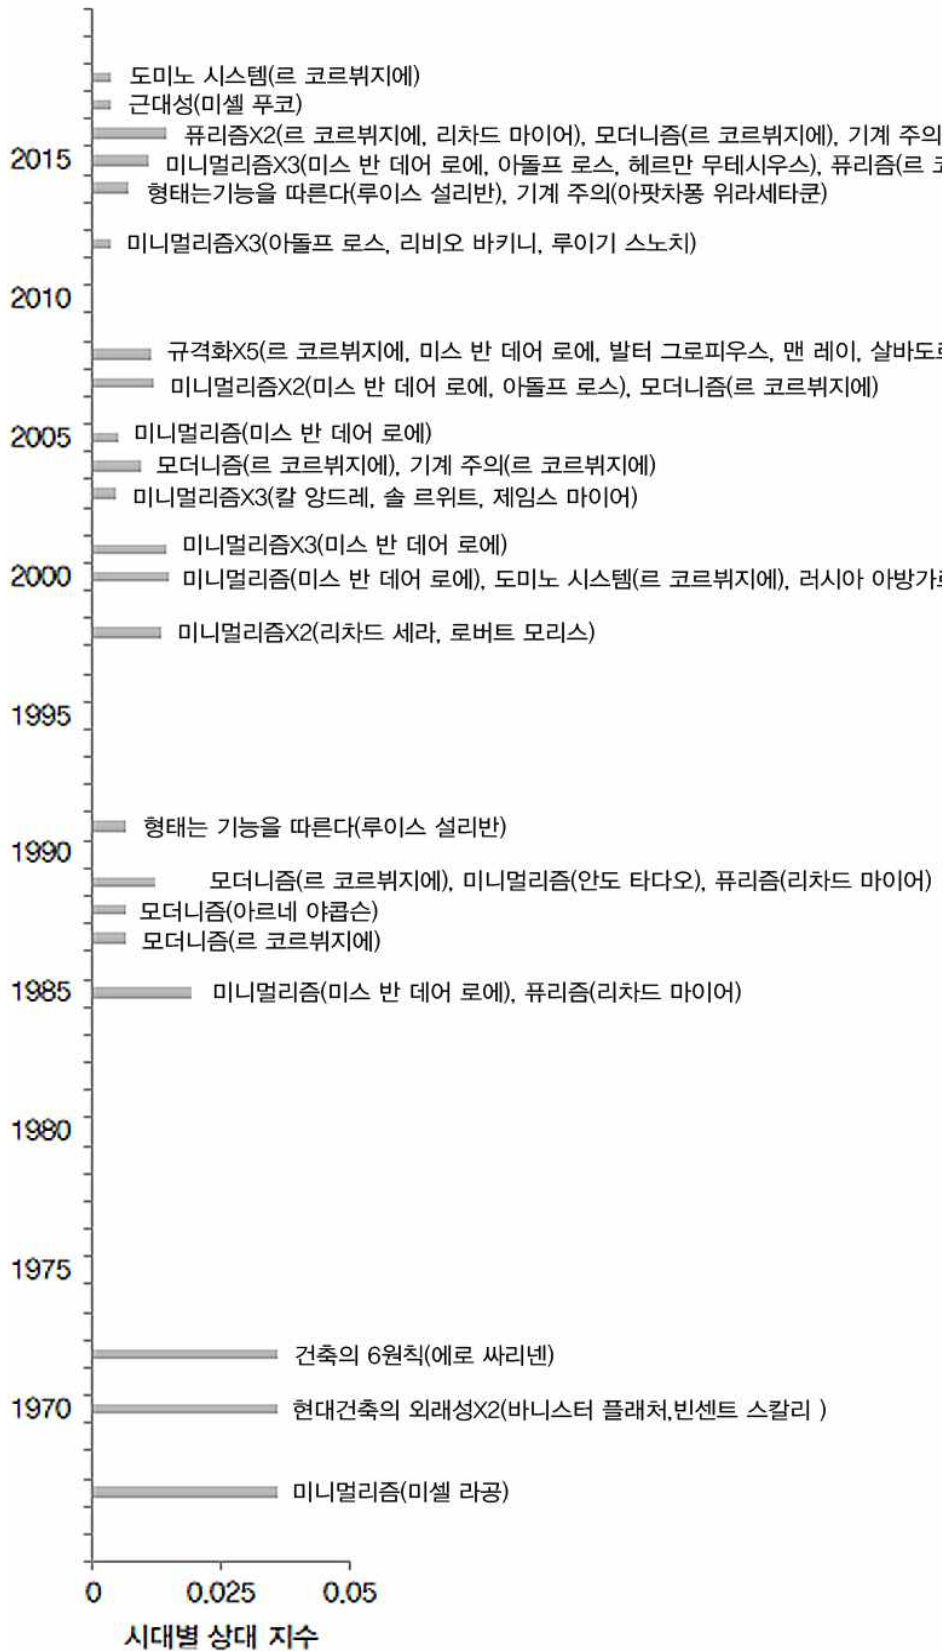 도미노 시스템(르 코르뷔지에)
근대성(미셸 푸코)
퓨리즘X2(르 코르뷔지에, 리차드 마이어), 모더니즘(르 코르뷔지에), 기계 주의
2015
미니멀리즘X3(미스 반 데어 로에, 아돌프 로스, 헤르만 무테시우스), 퓨리즘(르
형태는기능을 따른다(루이스 설리반), 기계 주의(아팟차퐁 위라세타쿤)
미니멀리즘X3(아돌프 로스, 리비오 바키니, 루이기 스노치)
2010
규격화X5(르 코르뷔지에, 미스 반 데어 로에, 발터 그로피우스, 맨 레이,
미니멀리즘X2(미스 반 데어 로에, 아돌프 로스), 모더니즘(르 코르뷔지에)
2005
미니멀리즘(미스 반 데어 로에)
모더니즘(르 코르뷔지에), 기계 주의(르 코르뷔지에)
미니멀리즘X3(칼 앙드레, 솔 르위트, 제임스 마이어)
미니멀리즘X3(미스 반 데어 로에)
2000
미니멀리즘(미스 반 데어 로에), 도미노 시스템(르 코르뷔지에), 러시아
미니멀리즘X2(리차드 세라, 로버트 모리스)
1995
형태는 기능을 따른다(루이스 설리반)
1990
모더니즘(르 코르뷔지에), 미니멀리즘(안도 타다오), 퓨리즘(리차드 마이어)
모더니즘(아르네 야콥슨)
모더니즘(르 코르뷔지에)
1985
미니멀리즘(미스 반 데어 로에), 퓨리즘(리차드 마이어)
1980
1975
건축의 6원칙(에로 싸리넨)
1970
현대건축의 외래성X2(바니스터 플래처,빈센트 스칼리 )
미니멀리즘(미셸 라공)
0 0.025 0.05
시대별 상대 지수